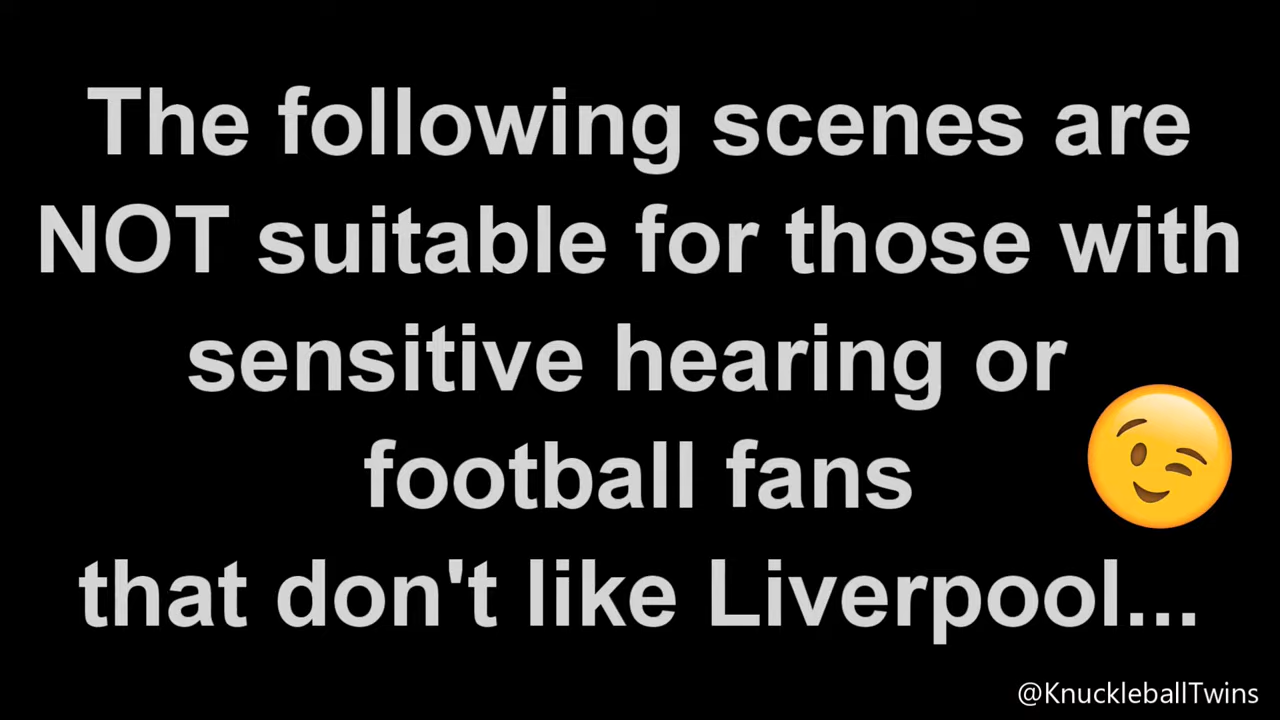 The following scenes are
NOT suitable for those with
sensitive hearing or
football fans
that don't like Liverpool...
@KnuckleballTwins